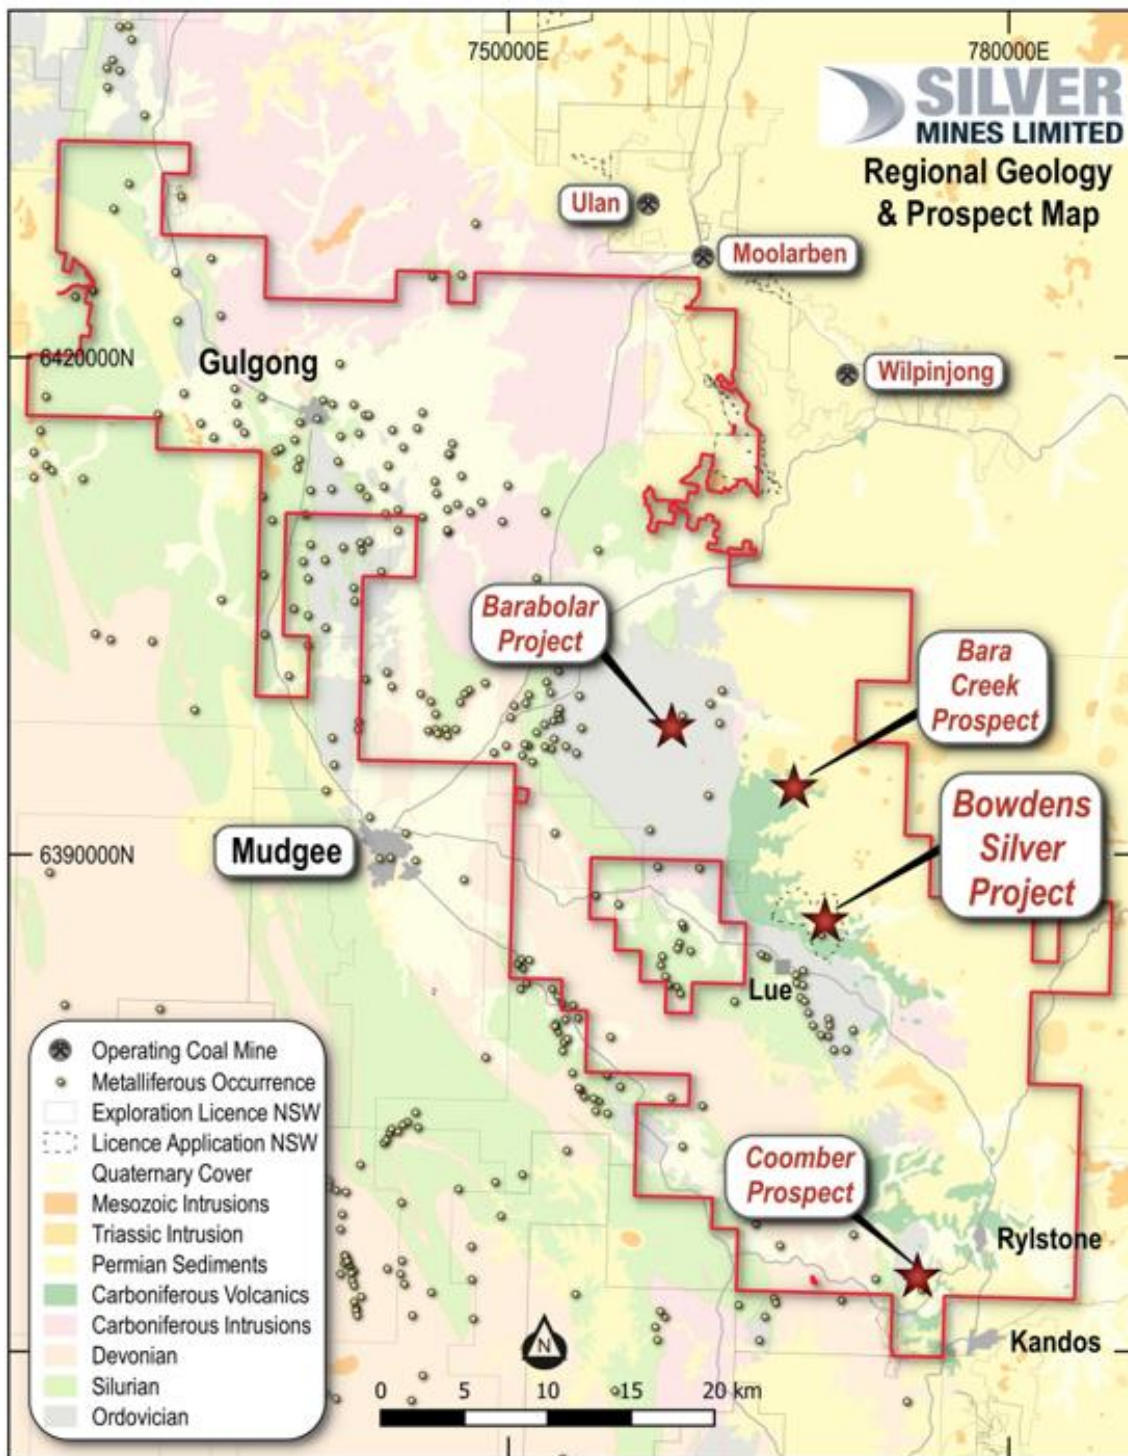 750000E
780000E
SILVER
MINES LIMITED
Regional Geology
& Prospect Map
Ulan
Moolarben
6420000N
Gulgong
Wilpinjong
Barabolar
Project
Bara
Creek
Prospect
Bowdens
Silver
Project
Mudgee
6390000N
Lue
Operating Coal Mine
Metalliferous Occurrence
Exploration Licence NSW
Licence Application NSW
Quaternary Cover
Mesozoic Intrusions
Triassic Intrusion
Permian Sediments
Carboniferous Volcanics
Carboniferous Intrusions
Devonian
Silurian
Ordovician
Coomber
Prospect
Rylstone
Kandos
N
0 5 10 15 20 km